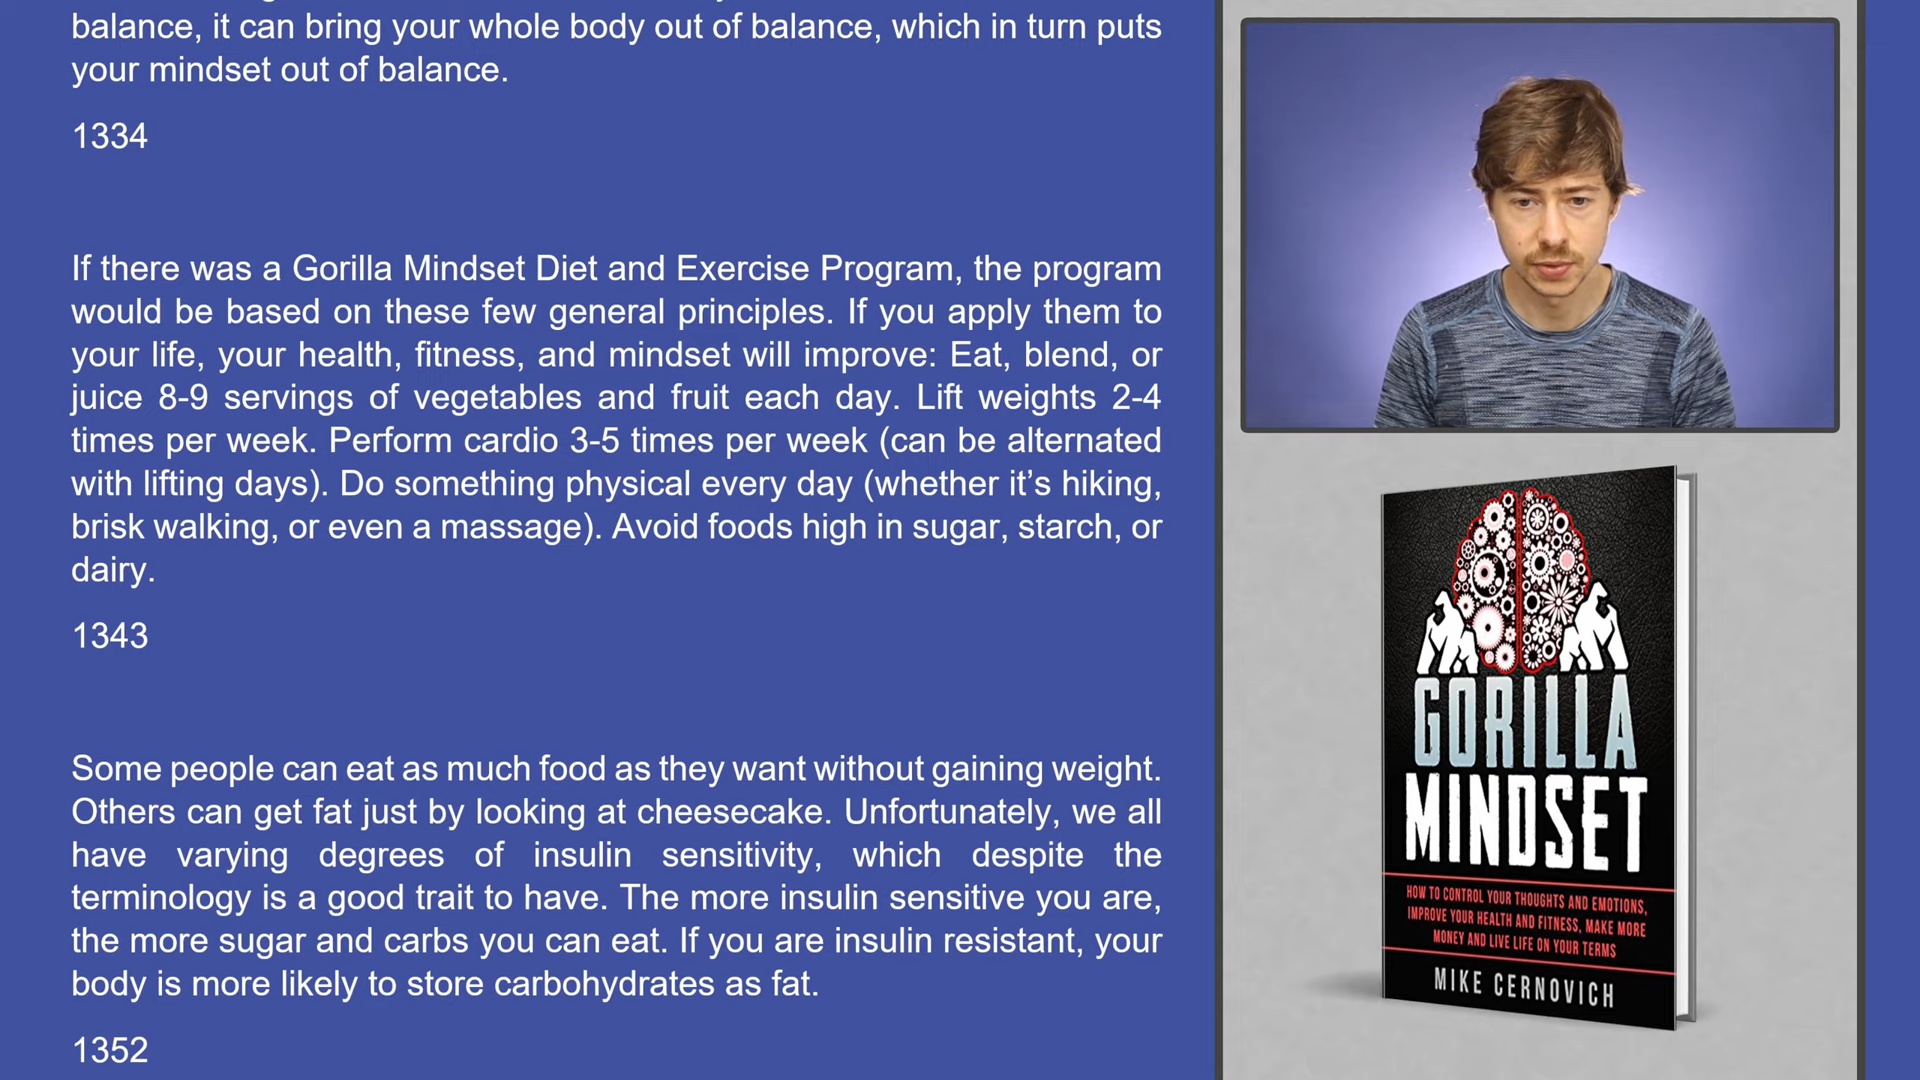 balance, it can bring your whole body out of balance, which in turn puts
your mindset out of balance.
1334
If there was a Gorilla Mindset Diet and Exercise Program, the program
would be based on these few general principles. If you apply them to
your life, your health, fitness, and mindset will improve: Eat, blend, or
juice 8-9 servings of vegetables and fruit each day. Lift weights 2-4
times per week. Perform cardio 3-5 times per week (can be alternated
with lifting days). Do something physical every day (whether it’s hiking,
brisk walking, or even a massage). Avoid foods high in sugar, starch, or
dairy.
1343
Some people can eat as much food as they want without gaining weight.
Others can get fat just by looking at cheesecake. Unfortunately, we all
have varying degrees of insulin sensitivity, which despite the
terminology is a good trait to have. The more insulin sensitive you are,
the more sugar and carbs you can eat. If you are insulin resistant, your
body is more likely to store carbohydrates as fat.
1352
GORILLA
MINDSET
HOW TO CONTROL YOUR THOUGHTS AND EMOTIONS,
IMPROVE YOUR HEALTH AND FITNESS, MAKE MORE
MONEY AND LIVE LIFE ON YOUR TERMS
MIKE CERNOVICH